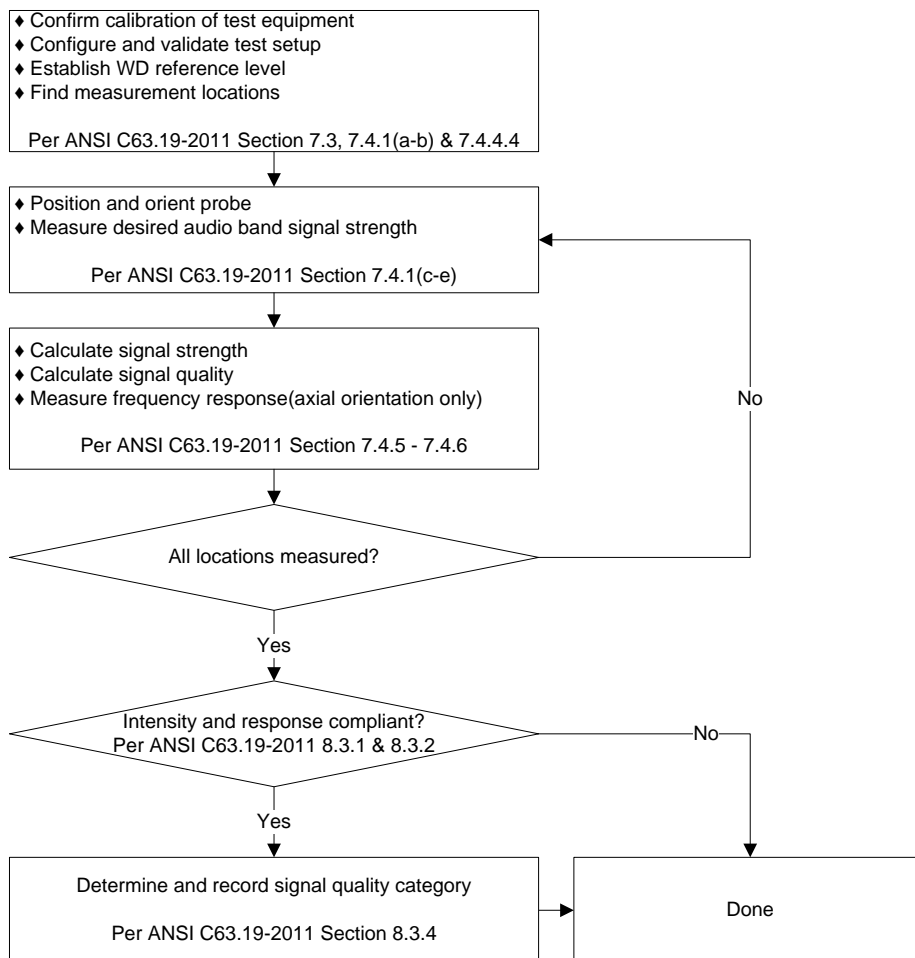 ♦ Confirm calibration of test equipment
♦ Configure and validate test setup
♦ Establish WD reference level
♦ Find measurement locations
Per ANSI C63.19-2011 Section 7.3, 7.4.1(a-b) & 7.4.4.4
♦ Position and orient probe
♦ Measure desired audio band signal strength
Per ANSI C63.19-2011 Section 7.4.1(c-e)
♦ Calculate signal strength
♦ Calculate signal quality
♦ Measure frequency response(axial orientation only)
Per ANSI C63.19-2011 Section 7.4.5 - 7.4.6
No
All locations measured?
Yes
Intensity and response compliant?
Per ANSI C63.19-2011 8.3.1 & 8.3.2
No
Yes
Determine and record signal quality category
Per ANSI C63.19-2011 Section 8.3.4
Done